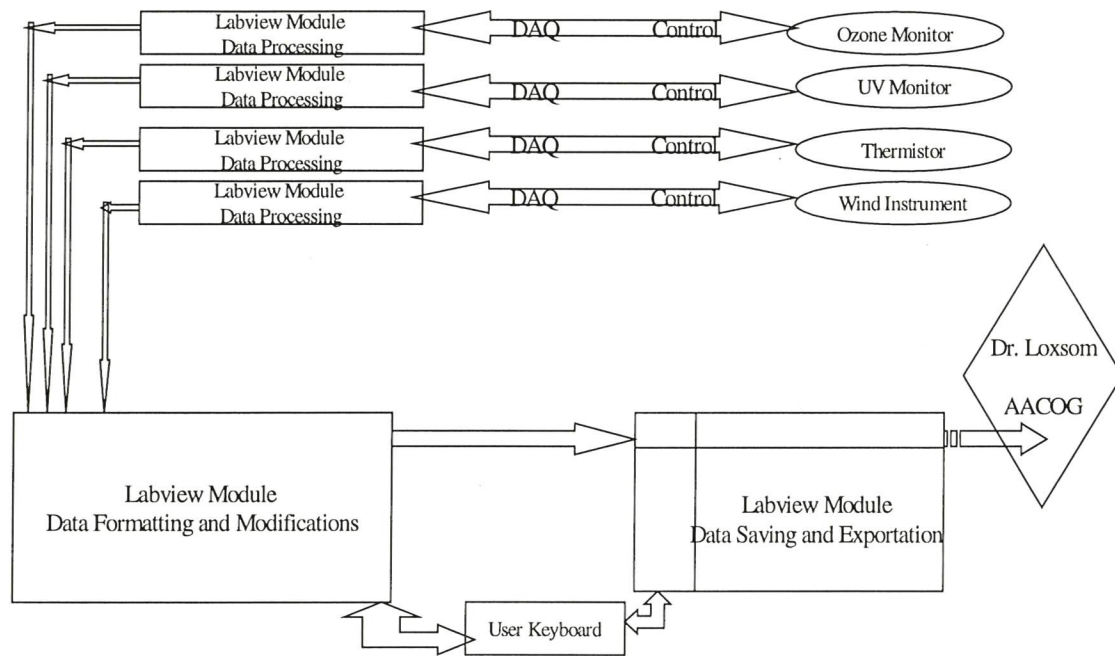 Labview Module
Data Processing
DAQ Control
Ozone Monitor
Labview Module
Data Processing
DAQ Control
UV Monitor
Labview Module
Data Processing
DAQ Control
Thermistor
Labview Module
Data Processing
DAQ Control
Wind Instrument
Dr. Loxsom
AACOG
Labview Module
Data Formatting and Modifications
Labview Module
Data Saving and Exportation
User Keyboard